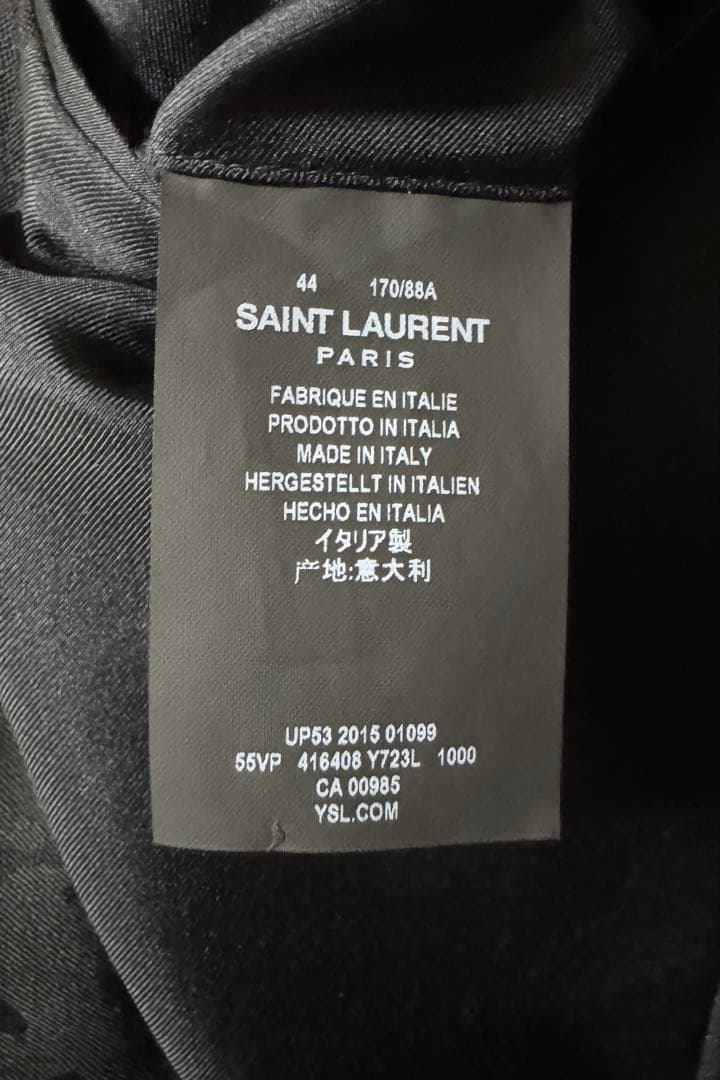 44 170/88A
SAINT LAURENT
PARIS
FABRIQUE EN ITALIE
PRODOTTO IN ITALIA
MADE IN ITALY
HERGESTELLT IN ITALIEN
HECHO EN ITALIA
イタリア製
产地:意大利
UP53 2015 01099
55VP 416408 Y723L 1000
CA 00985
YSL.COM